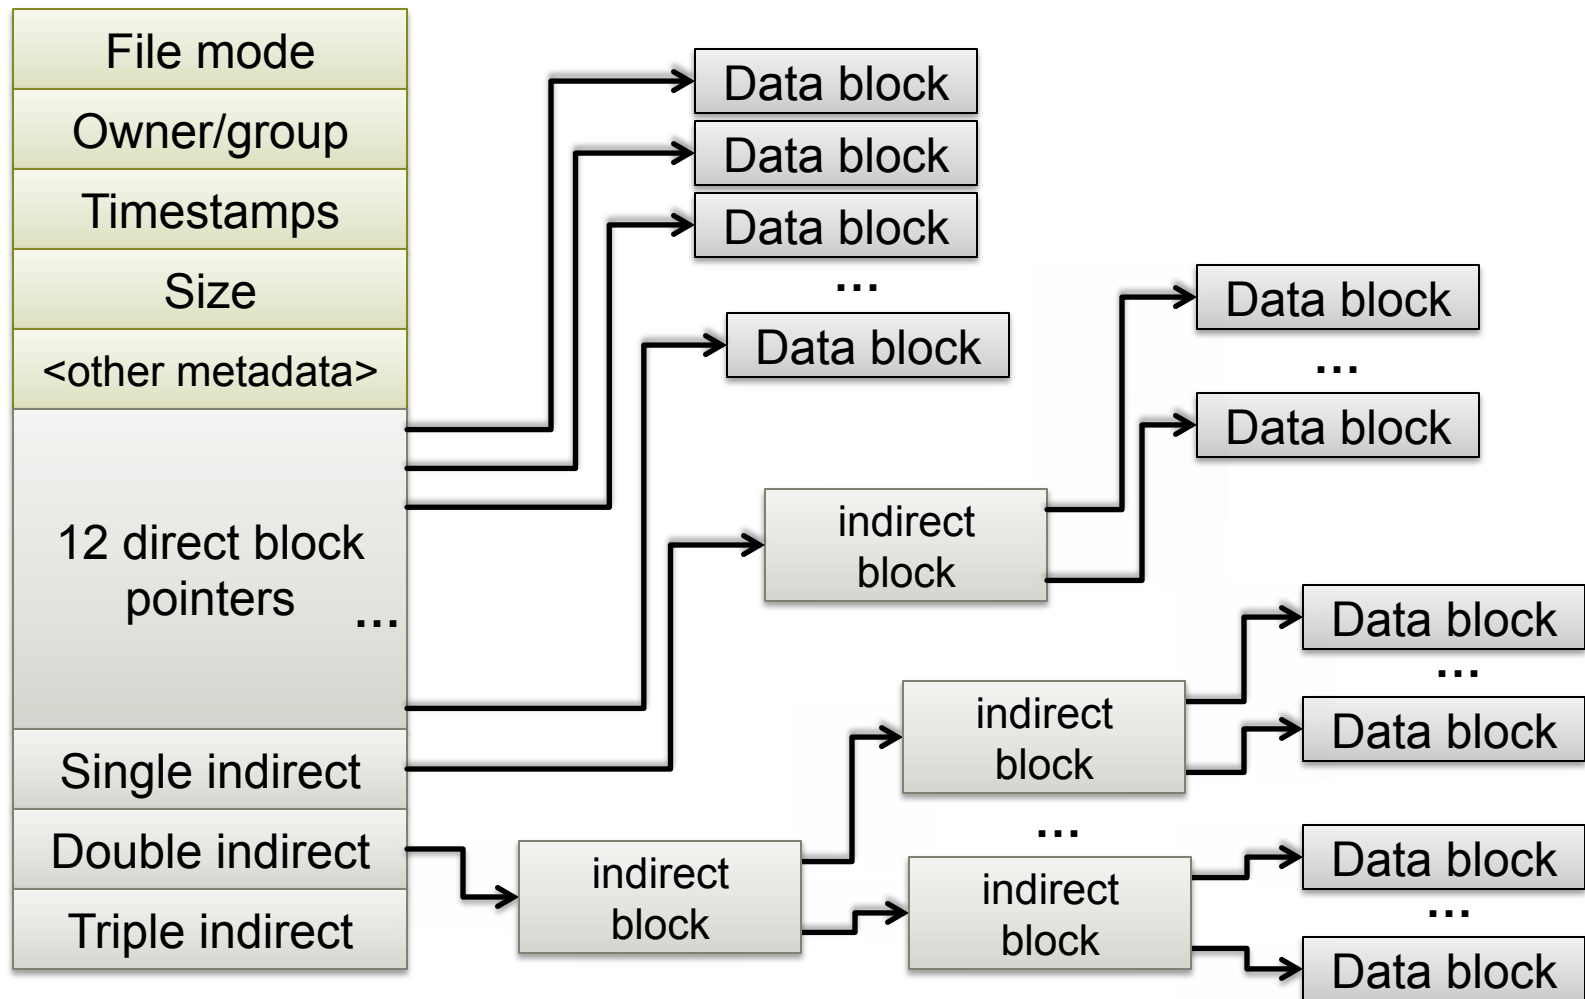 File mode
Owner/group
Timestamps
Size
<other metadata>
12 direct block
pointers
...
Single indirect
Double indirect
Triple indirect
Data block
Data block
Data block
...
Data block
indirect
block
Data block
...
Data block
indirect
block
indirect
block
Data block
...
Data block
...
indirect
block
Data block
...
Data block